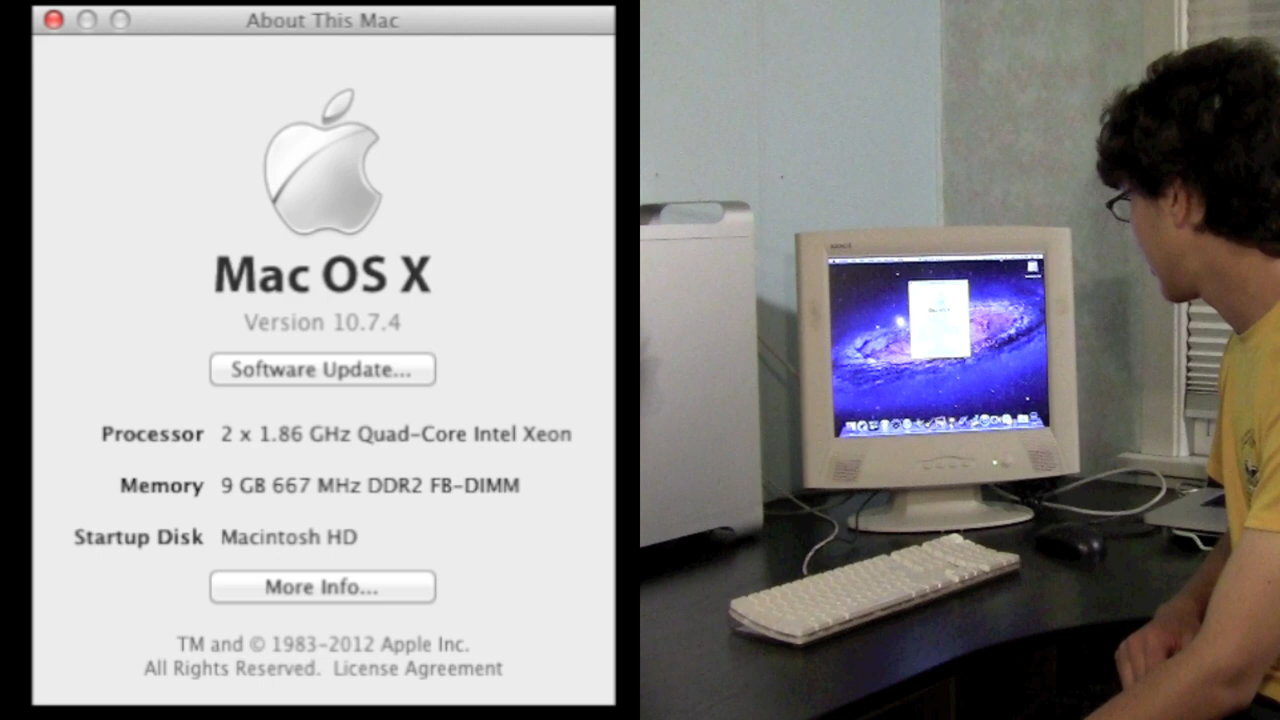 About This Mac
Mac OS X
Version 10.7.4
Software Update...
Processor 2 x 1.86 GHz Quad-Core Intel Xeon
Memory 9 GB 667 MHz DDR2 FB-DIMM
Startup Disk Macintosh HD
More Info...
TM and © 1983-2012 Apple Inc.
All Rights Reserved. License Agreement